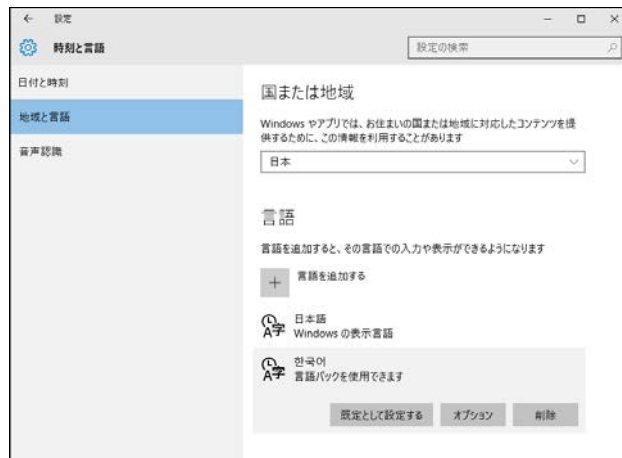 設定
時刻と言語
設定の検索
日付と時刻
地域と言語
音声認識
国または地域
Windows やアプリでは、お住まいの国または地域に対応したコンテンツを提
供するために、この情報を利用することがあります
日本
言語
言語を追加すると、その言語での入力や表示ができるようになります
言語を追加する
日本語
Windows の表示言語
한국어
言語パックを使用できます
既定として設定する オプション 削除